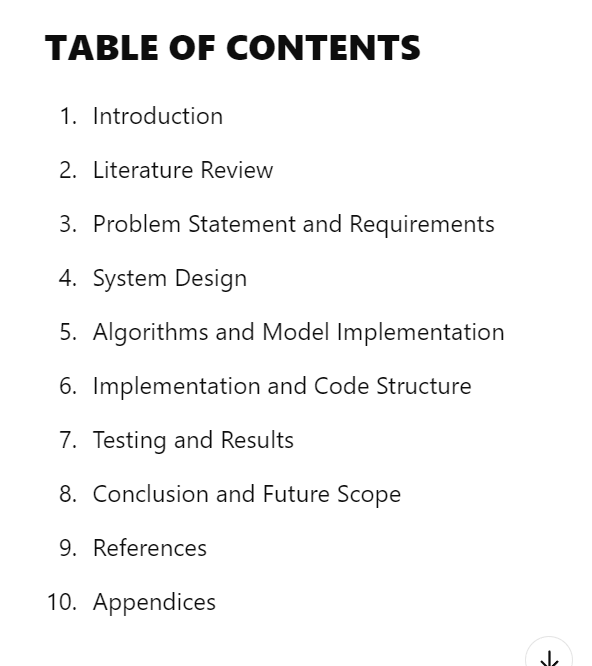 TABLE OF CONTENTS
1. Introduction
2. Literature Review
3. Problem Statement and Requirements
4. System Design
5. Algorithms and Model Implementation
6. Implementation and Code Structure
7. Testing and Results
8. Conclusion and Future Scope
9. References
10. Appendices